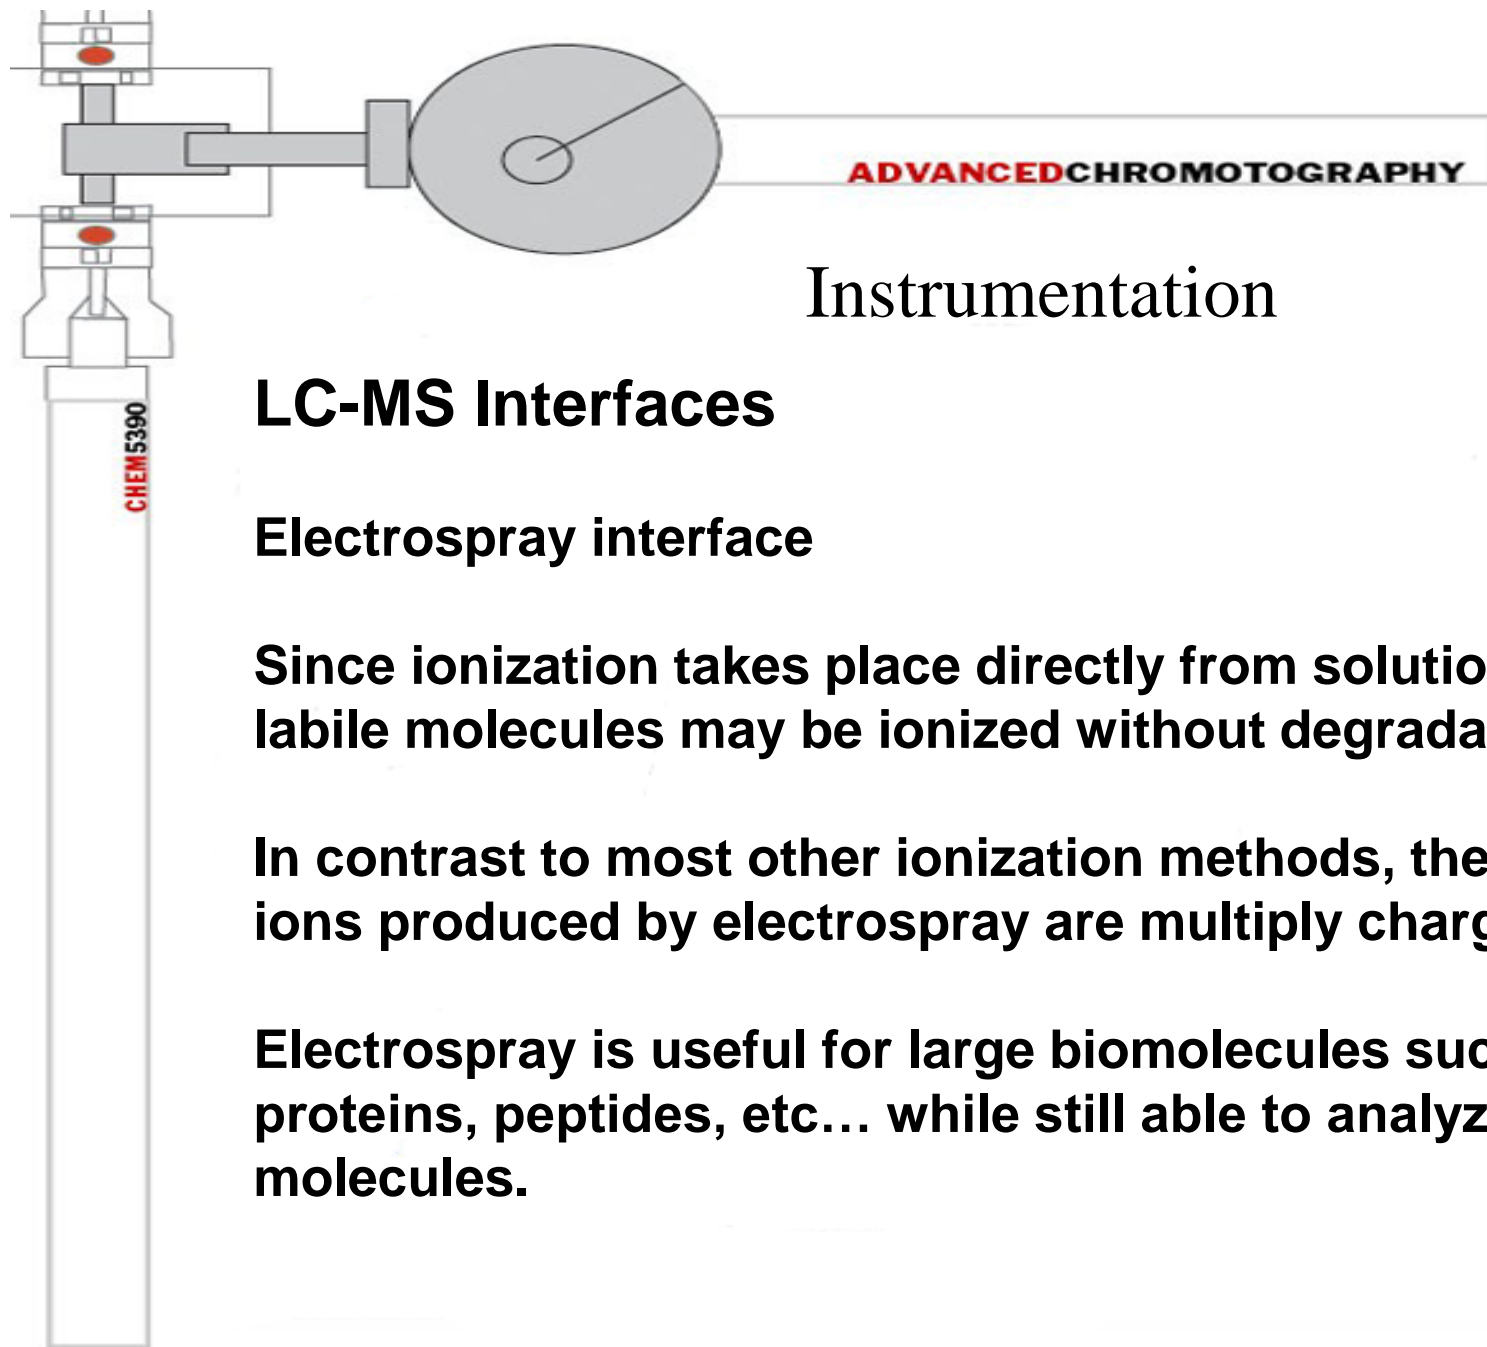 ADVANCEDCHROMOTOGRAPHY
Instrumentation
LC-MS Interfaces
CHEM5390
Electrospray interface
Since ionization takes place directly from solutio
labile molecules may be ionized without degrada
In contrast to most other ionization methods, the
ions produced by electrospray are multiply charg
Electrospray is useful for large biomolecules suc
proteins, peptides, etc… while still able to analyz
molecules.